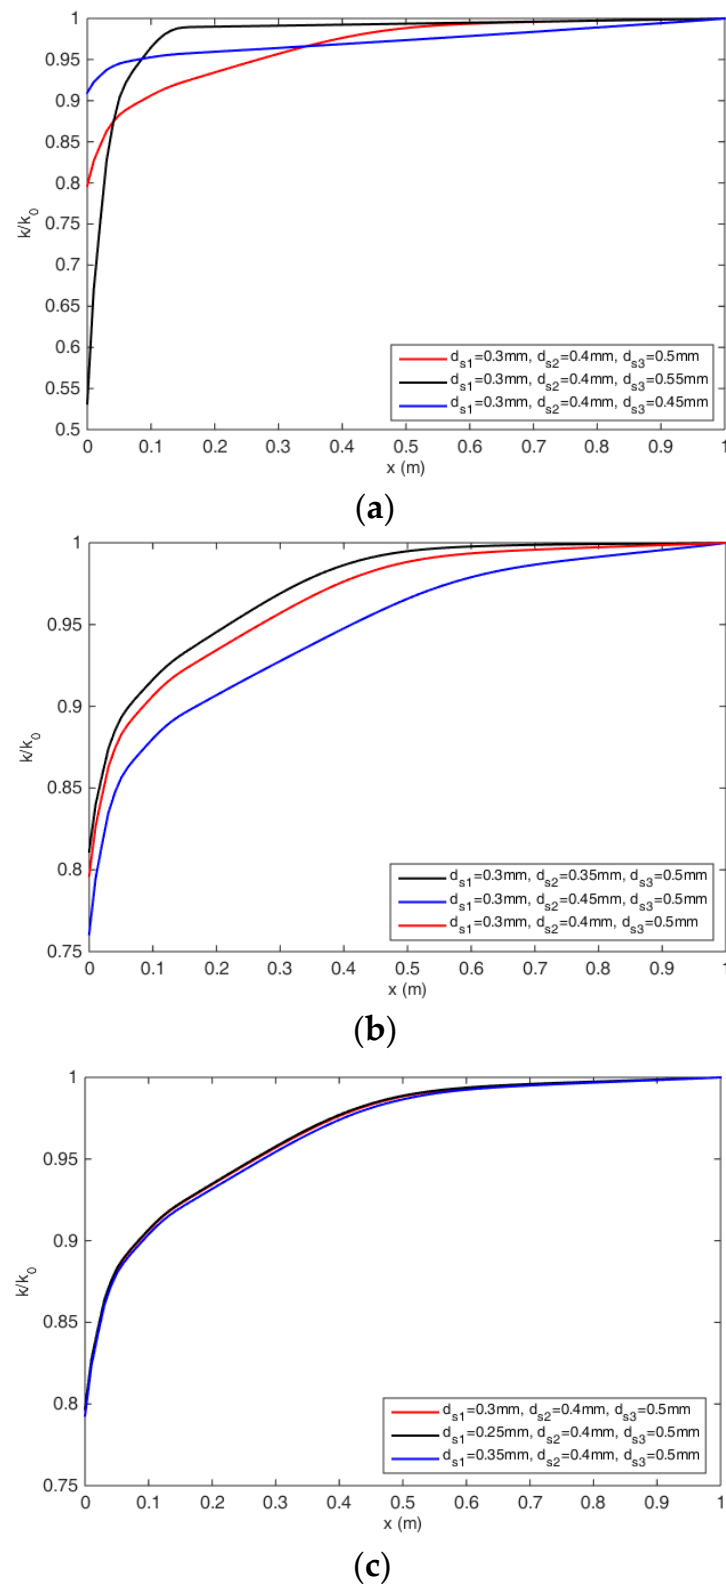 1
0.95
0.9
0.85
0.8
0.75
0.7
0.65
0.6
0.55
0.5
k/k0
ds1=0.3mm, ds2=0.4mm, ds3=0.5mm
ds1=0.3mm, ds2=0.4mm, ds3=0.55mm
ds1=0.3mm, ds2=0.4mm, ds3=0.45mm
0 0.1 0.2 0.3 0.4 0.5 0.6 0.7 0.8 0.9 1
x (m)
(a)
1
0.95
0.9
0.85
0.8
0.75
k/k0
ds1=0.3mm, ds2=0.35mm, ds3=0.5mm
ds1=0.3mm, ds2=0.45mm, ds3=0.5mm
ds1=0.3mm, ds2=0.4mm, ds3=0.5mm
0 0.1 0.2 0.3 0.4 0.5 0.6 0.7 0.8 0.9 1
x (m)
(b)
1
0.95
0.9
0.85
0.8
0.75
k/k0
ds1=0.3mm, ds2=0.4mm, ds3=0.5mm
ds1=0.25mm, ds2=0.4mm, ds3=0.5mm
ds1=0.35mm, ds2=0.4mm, ds3=0.5mm
0 0.1 0.2 0.3 0.4 0.5 0.6 0.7 0.8 0.9 1
x (m)
(c)